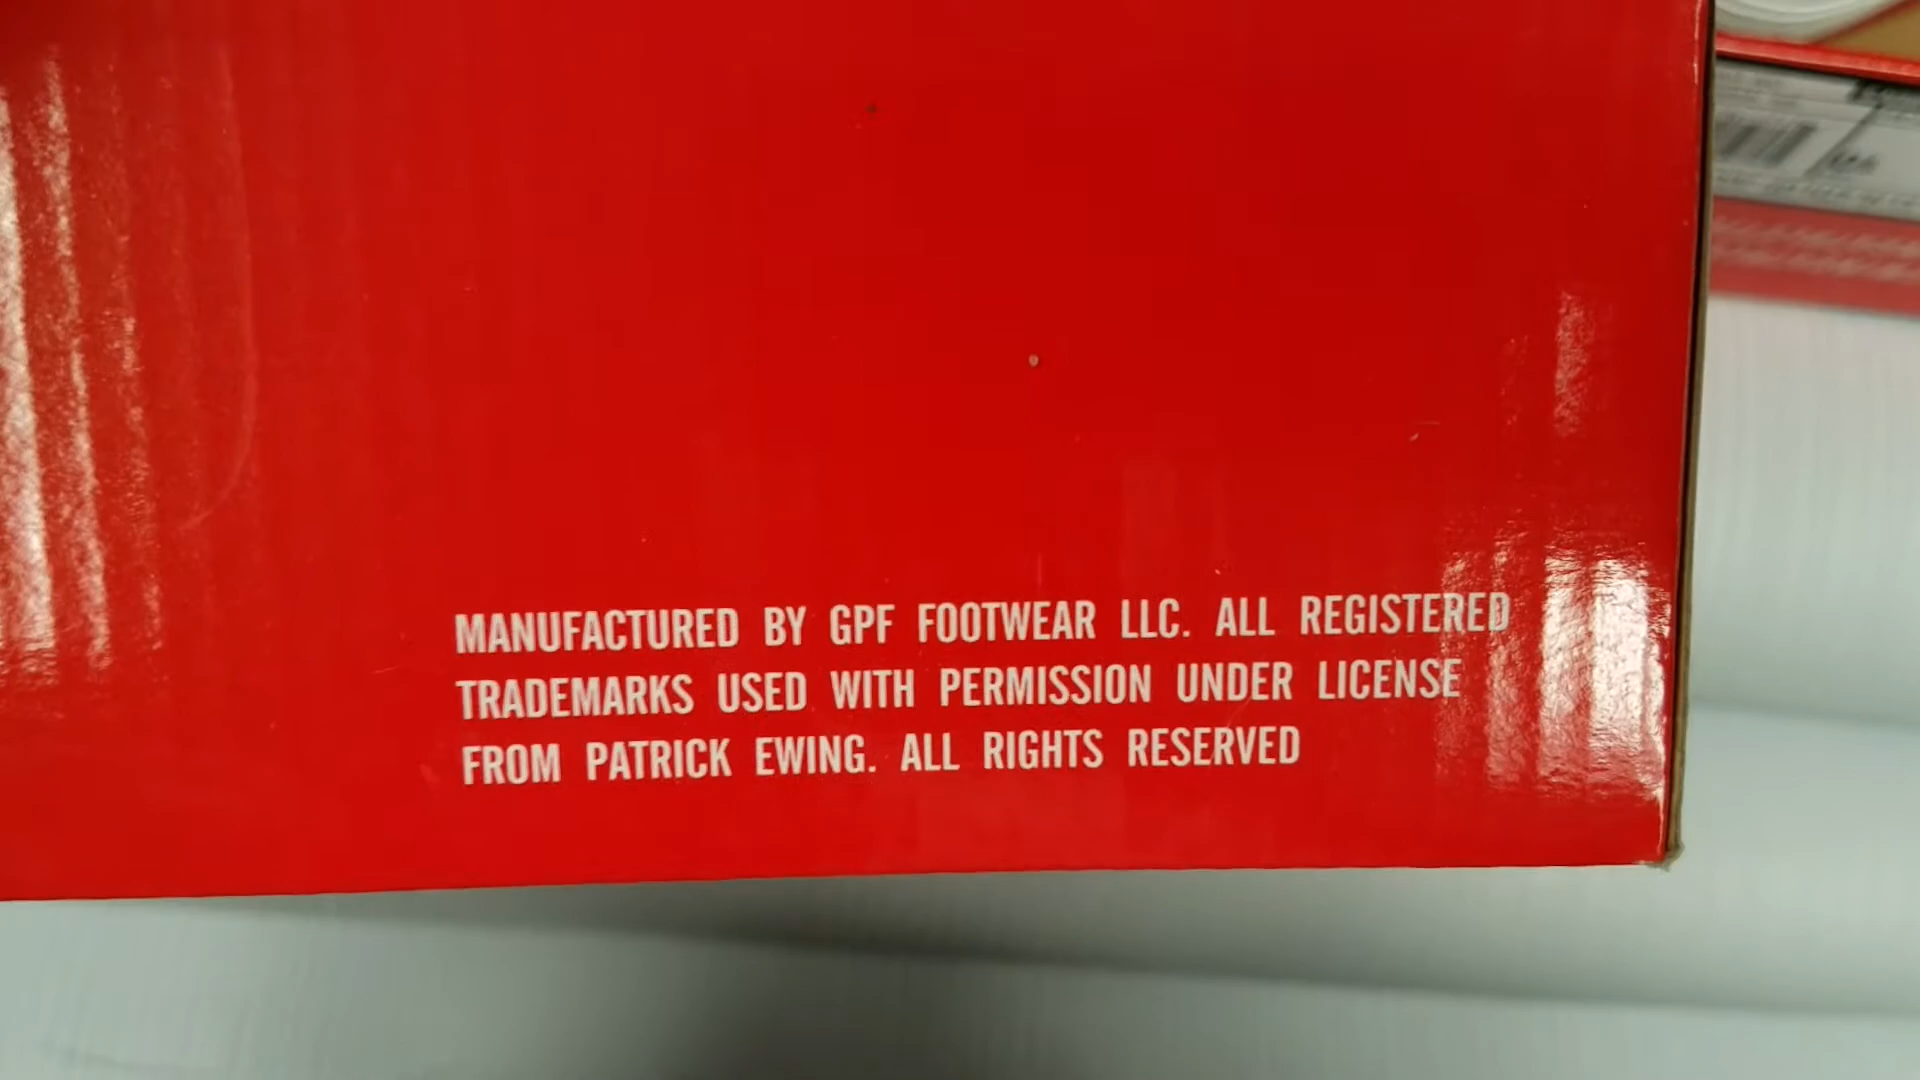 MANUFACTURED BY GPF FOOTWEAR LLC. ALL REGISTERED
TRADEMARKS USED WITH PERMISSION UNDER LICENSE
FROM PATRICK EWING. ALL RIGHTS RESERVED